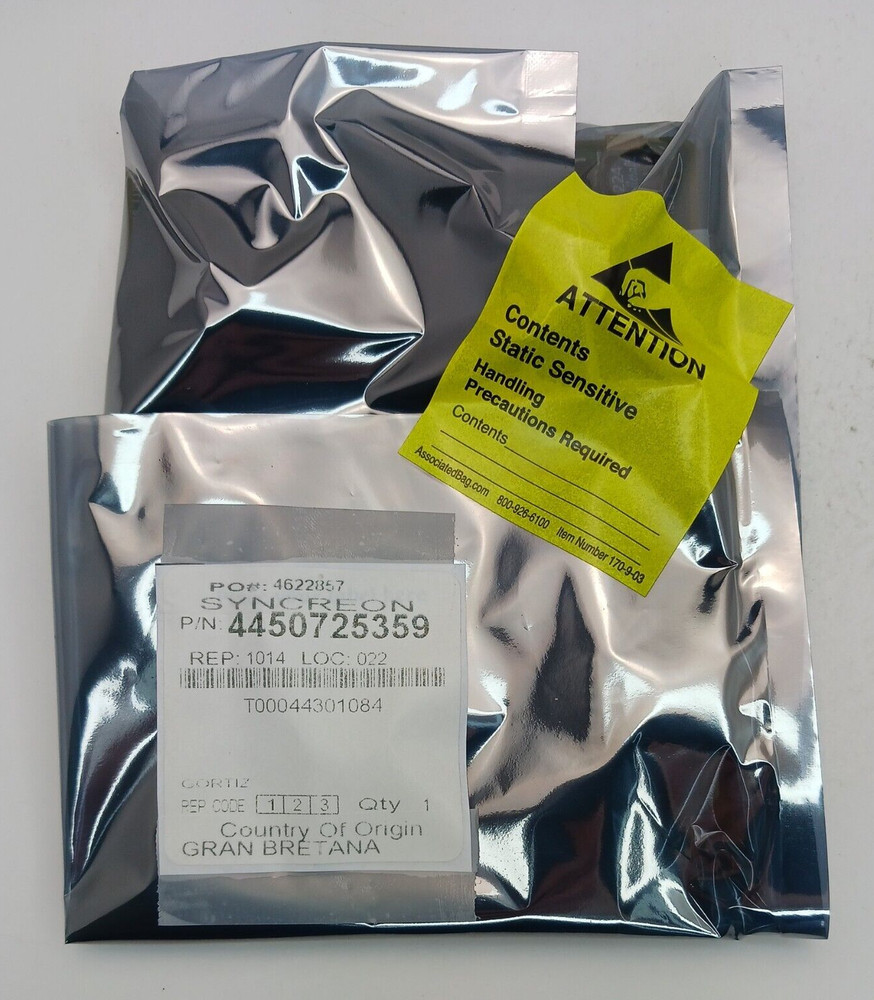 ATTENTION
Contents
Static Sensitive
Handling
Precautions Required
Contents
AssociatedBag.com 800-926-6100 Item Number 170-9-03
PO#: 4622857
SYNCREON
P/N: 4450725359
REP: 1014 LOC: 022
T00044301084
GORTIZ
REP CODE 1 2 3 Qty 1
Country Of Origin
GRAN BRETANA